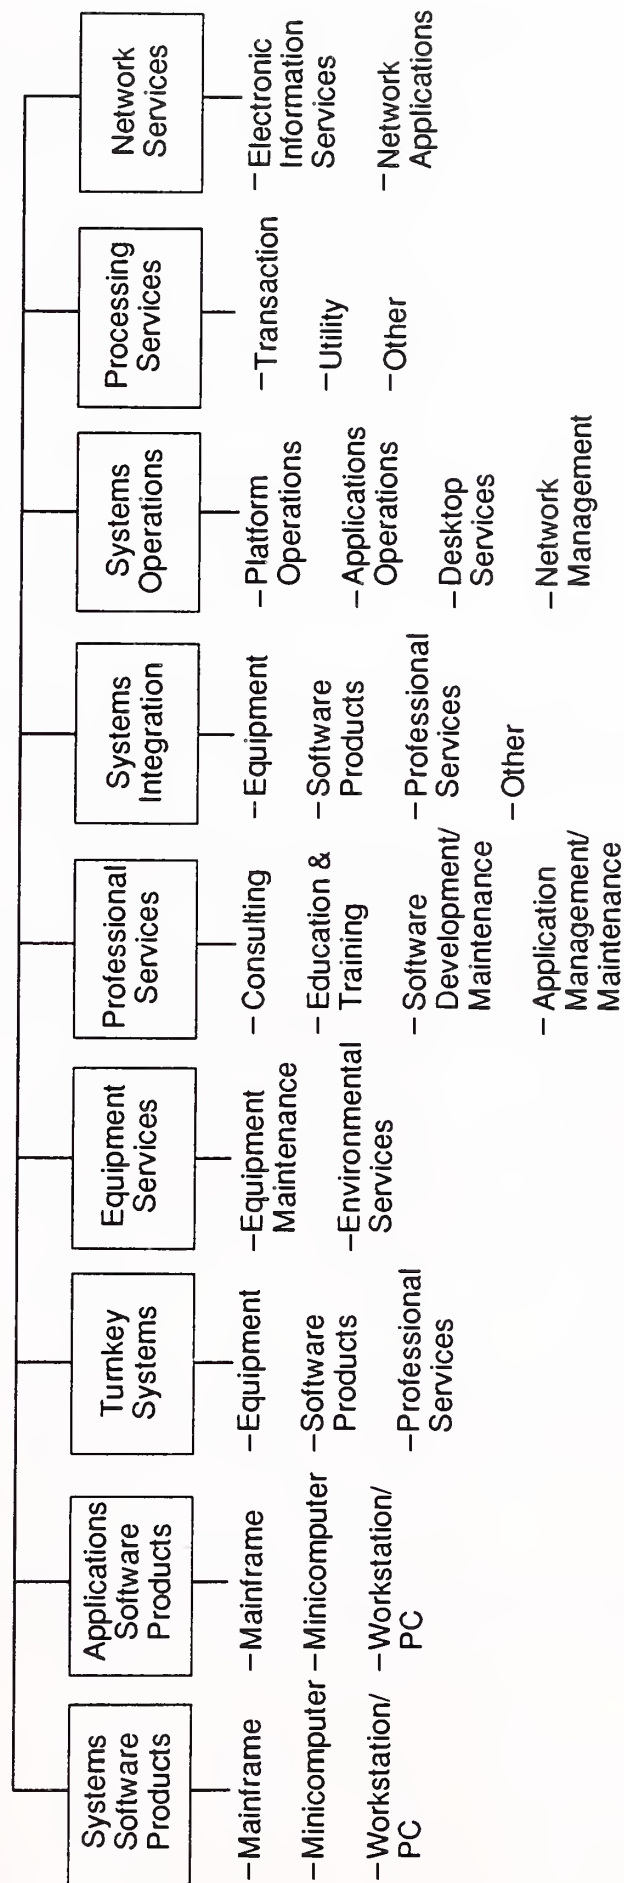 Systems
Software
Products
–Mainframe
–Minicomputer
–Workstation/
PC
Applications
Software
Products
–Mainframe
–Minicomputer
–Workstation/
PC
Turnkey
Systems
–Equipment
–Software
Products
–Professional
Services
Equipment
Services
–Equipment
Maintenance
–Environmental
Services
Professional
Services
–Consulting
–Education &
Training
–Software
Development/
Maintenance
–Application
Management/
Maintenance
Systems
Integration
–Equipment
–Software
Products
–Professional
Services
–Other
Systems
Operations
–Platform
Operations
–Applications
Operations
–Desktop
Services
–Network
Management
Processing
Services
–Transaction
–Utility
–Other
Network
Services
–Electronic
Information
Services
–Network
Applications